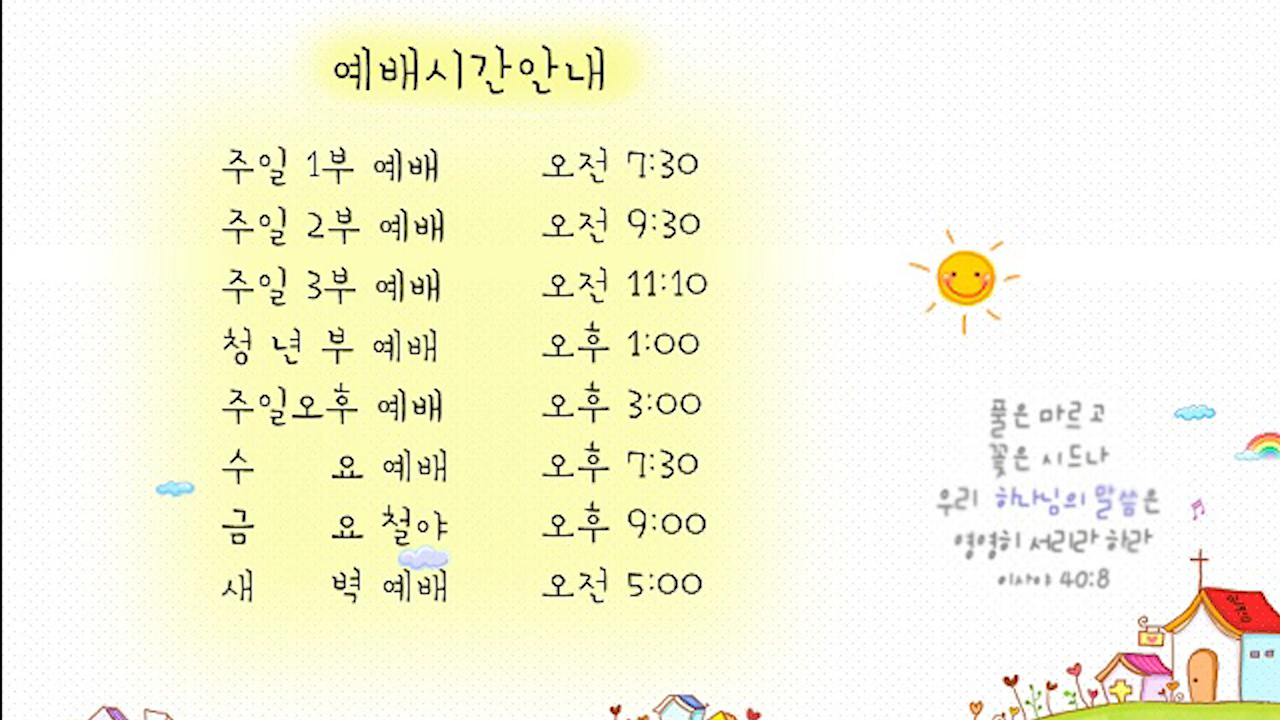 예배시간안내
주일 1부 예배 오전 7:30
주일 2부 예배 오전 9:30
주일 3부 예배 오전 11:10
청 년 부 예배 오후 1:00
주일오후 예배 오후 3:00
수 요 예배 오후 7:30
금 요 철야 오후 9:00
새 벽 예배 오전 5:00
풀은 마르고
꽃은 시드나
우리 하나님의 말씀은
영영히 서리라 하라
이사야 40:8